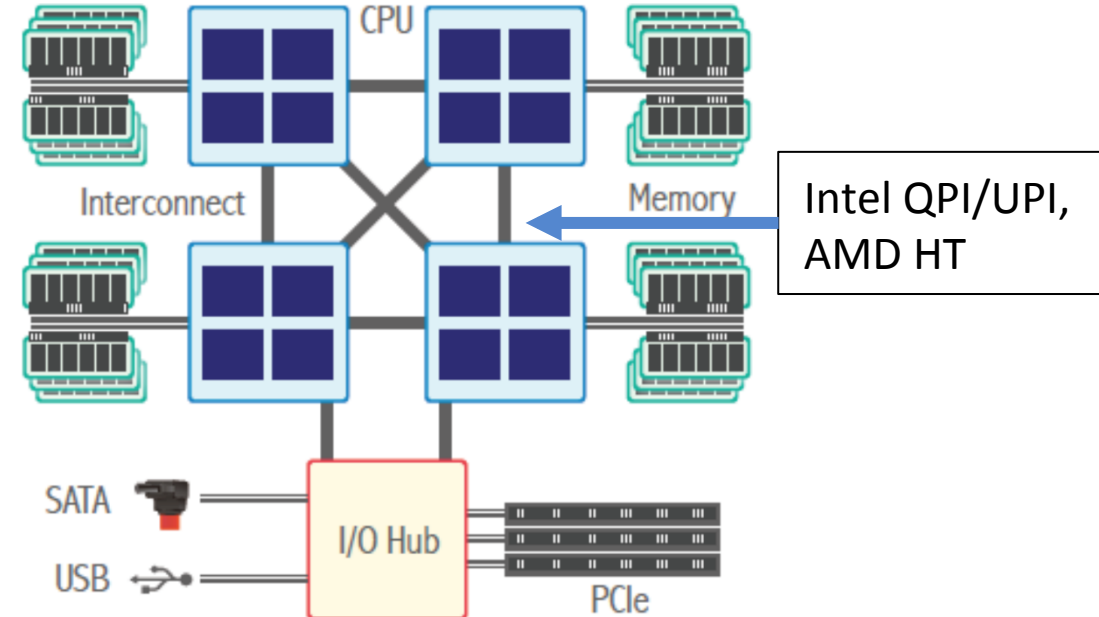 CPU
Interconnect
Memory
Intel QPI/UPI,
AMD HT
SATA
I/O Hub
USB
PCIe